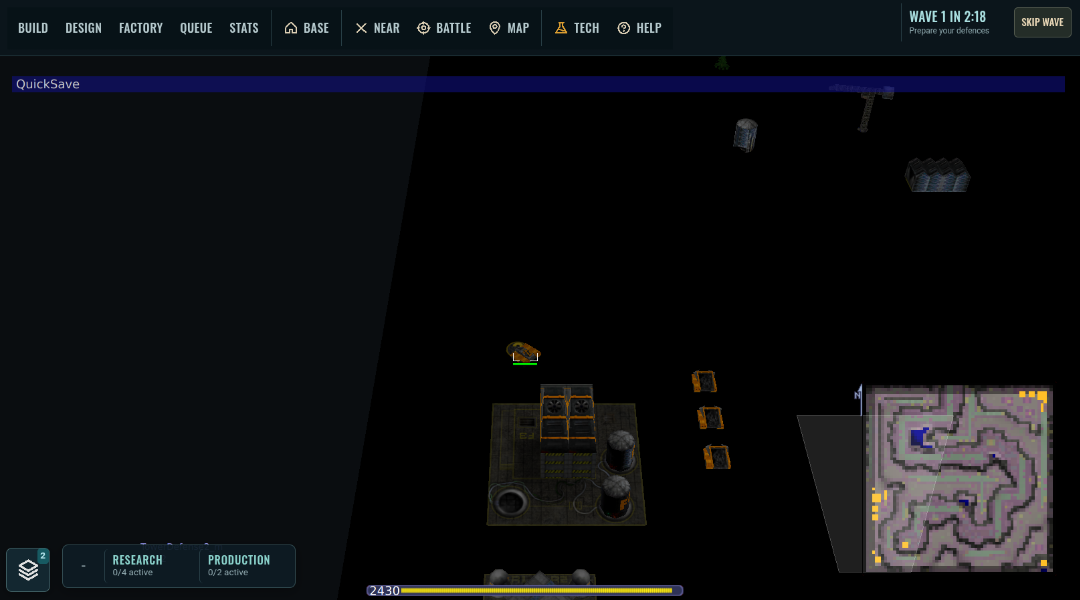 BUILD DESIGN FACTORY QUEUE STATS BASE NEAR BATTLE MAP TECH HELP
WAVE 1 IN 2:18
Prepare your defences
SKIP WAVE
QuickSave
N
2
-
RESEARCH
0/4 active
PRODUCTION
0/2 active
2430